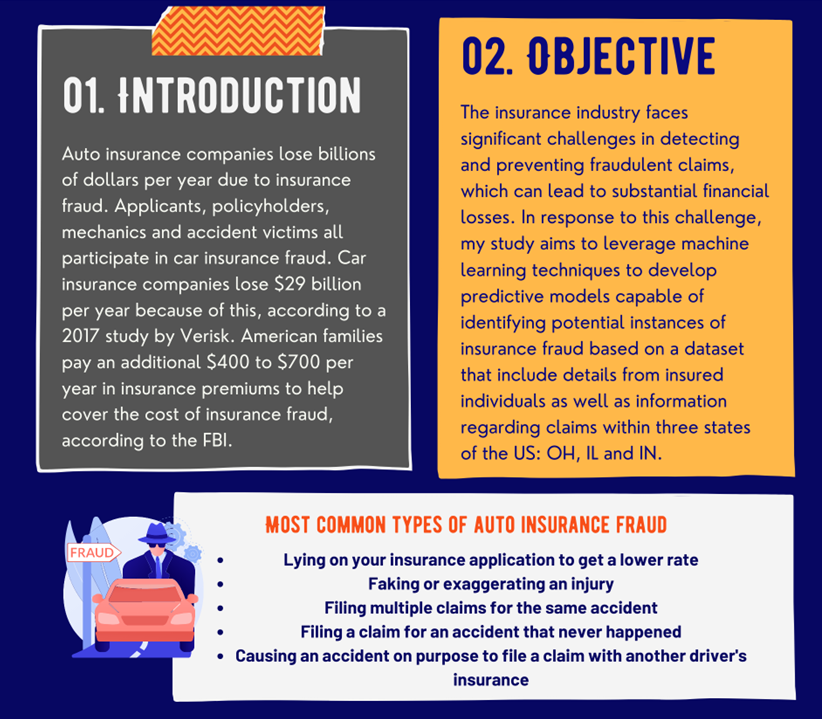 01. INTRODUCTION
Auto insurance companies lose billions
of dollars per year due to insurance
fraud. Applicants, policyholders,
mechanics and accident victims all
participate in car insurance fraud. Car
insurance companies lose $29 billion
per year because of this, according to a
2017 study by Verisk. American families
pay an additional $400 to $700 per
year in insurance premiums to help
cover the cost of insurance fraud,
according to the FBI.
02. OBJECTIVE
The insurance industry faces
significant challenges in detecting
and preventing fraudulent claims,
which can lead to substantial financial
losses. In response to this challenge,
my study aims to leverage machine
learning techniques to develop
predictive models capable of
identifying potential instances of
insurance fraud based on a dataset
that include details from insured
individuals as well as information
regarding claims within three states
of the US: OH, IL and IN.
FRAUD
MOST COMMON TYPES OF AUTO INSURANCE FRAUD
• Lying on your insurance application to get a lower rate
• Faking or exaggerating an injury
• Filing multiple claims for the same accident
• Filing a claim for an accident that never happened
• Causing an accident on purpose to file a claim with another driver's
insurance